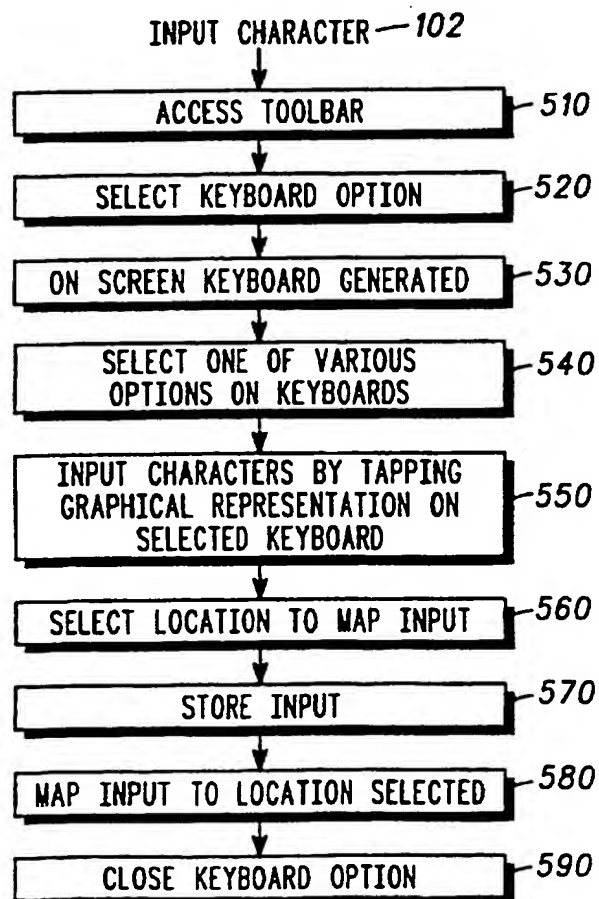 INPUT CHARACTER 102
ACCESS TOOLBAR 510
SELECT KEYBOARD OPTION 520
ON SCREEN KEYBOARD GENERATED 530
SELECT ONE OF VARIOUS
OPTIONS ON KEYBOARDS 540
INPUT CHARACTERS BY TAPPING
GRAPHICAL REPRESENTATION ON 550
SELECTED KEYBOARD
SELECT LOCATION TO MAP INPUT 560
STORE INPUT 570
MAP INPUT TO LOCATION SELECTED 580
CLOSE KEYBOARD OPTION 590